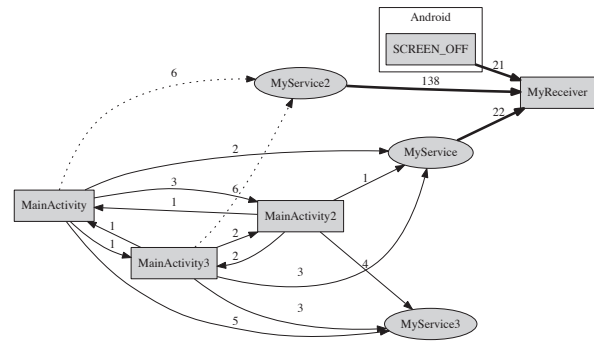 Android
SCREEN_OFF
21
6
MyService2
138
MyReceiver
22
2
MyService
3
6
1
MainActivity
1
MainActivity2
1
1
2
MainActivity3
2
4
3
3
5
MyService3